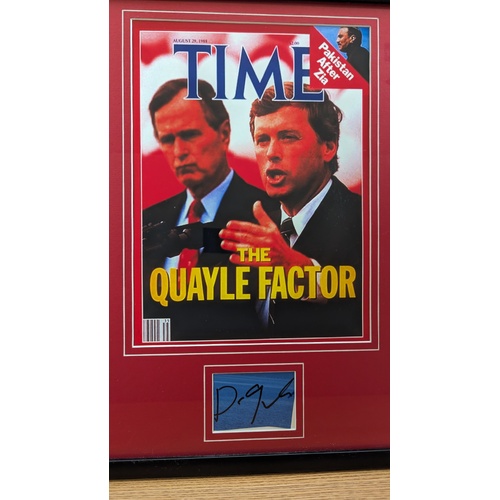 AUGUST 29, 1988
TIME
Pakistan
After
Zia
THE
QUAYLE FACTOR